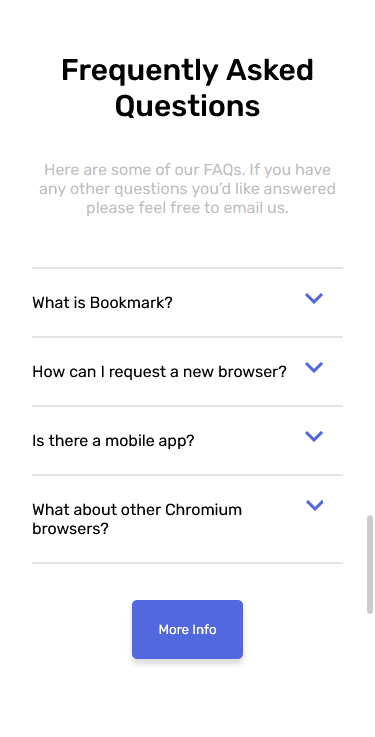 Frequently Asked
Questions
Here are some of our FAQs. If you have
any other questions you’d like answered
please feel free to email us.
What is Bookmark?
How can I request a new browser?
Is there a mobile app?
What about other Chromium
browsers?
More Info